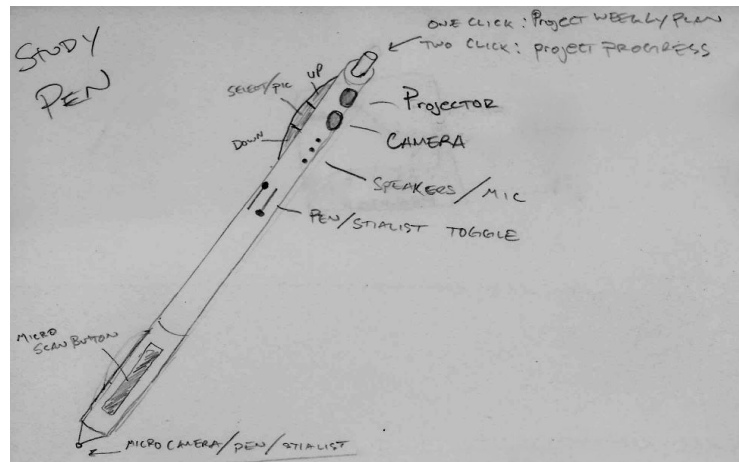 STUDY
PEN
ONE CLICK: Project WEEKLY PLAN
TWO CLICK: project PROGRESS
UP
SELECT/PIC
DOWN
Projector
CAMERA
SPEAKERS/MIC
PEN/STIALIST TOGGLE
MICRO
SCAN BUTTON
MICRO CAMERA/PEN/STIALIST